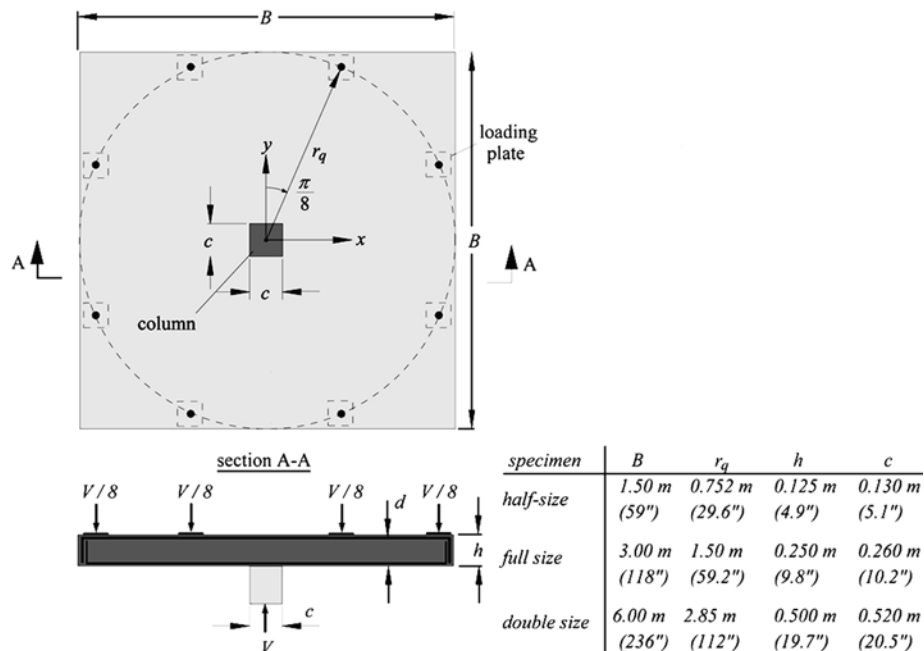 B
loading
plate
y
r_q
π/8
A
c
x
B
A
c
column
section A-A
V / 8 V / 8 V / 8 V / 8
d
h
c
V
specimen B r_q h c
half-size 1.50 m 0.752 m 0.125 m 0.130 m
(59") (29.6") (4.9") (5.1")
full size 3.00 m 1.50 m 0.250 m 0.260 m
(118") (59.2") (9.8") (10.2")
double size 6.00 m 2.85 m 0.500 m 0.520 m
(236") (112") (19.7") (20.5")